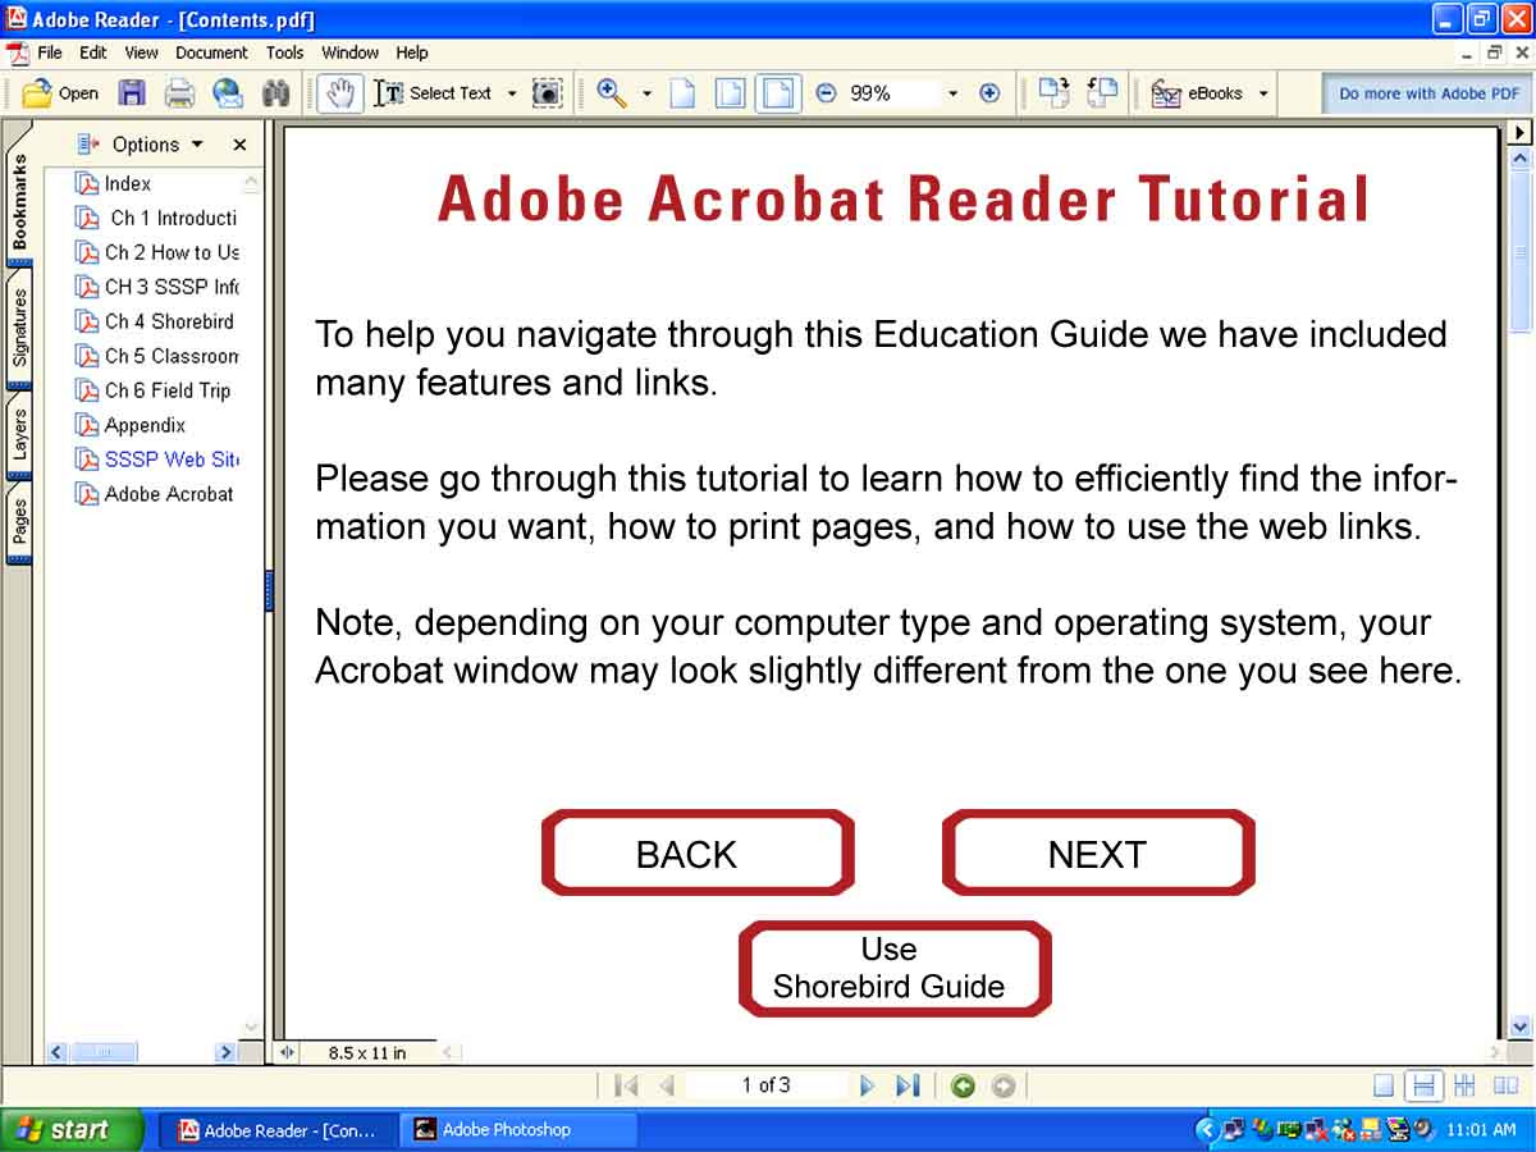 Adobe Reader - [Contents.pdf]
File Edit View Document Tools Window Help
Open Select Text 99% eBooks Do more with Adobe PDF
Bookmarks
Signatures
Layers
Pages
Options
Index
Ch 1 Introducti
Ch 2 How to Us
CH 3 SSSP Info
Ch 4 Shorebird
Ch 5 Classroon
Ch 6 Field Trip
Appendix
SSSP Web Sit
Adobe Acrobat
Adobe Acrobat Reader Tutorial
To help you navigate through this Education Guide we have included
many features and links.
Please go through this tutorial to learn how to efficiently find the infor-
mation you want, how to print pages, and how to use the web links.
Note, depending on your computer type and operating system, your
Acrobat window may look slightly different from the one you see here.
BACK NEXT
Use
Shorebird Guide
8.5 x 11 in
1 of 3
start Adobe Reader - [Con... Adobe Photoshop 11:01 AM